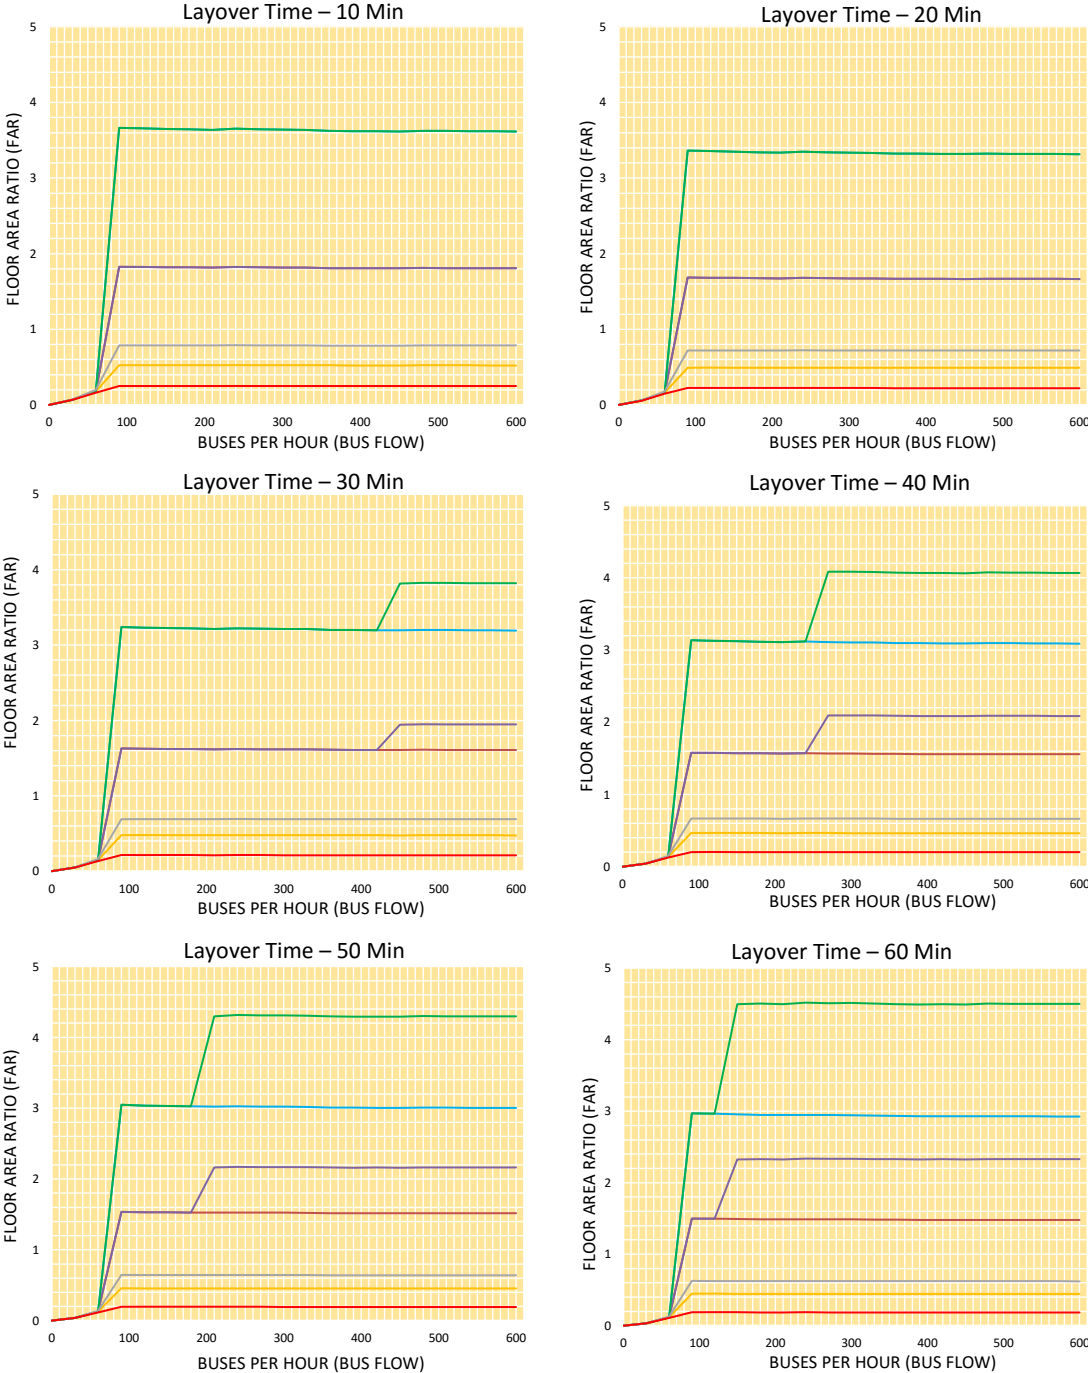 Layover Time – 10 Min
FLOOR AREA RATIO (FAR)
5
4
3
2
1
0
0 100 200 300 400 500 600
BUSES PER HOUR (BUS FLOW)
Layover Time – 20 Min
FLOOR AREA RATIO (FAR)
5
4
3
2
1
0
0 100 200 300 400 500 600
BUSES PER HOUR (BUS FLOW)
Layover Time – 30 Min
FLOOR AREA RATIO (FAR)
5
4
3
2
1
0
0 100 200 300 400 500 600
BUSES PER HOUR (BUS FLOW)
Layover Time – 40 Min
FLOOR AREA RATIO (FAR)
5
4
3
2
1
0
0 100 200 300 400 500 600
BUSES PER HOUR (BUS FLOW)
Layover Time – 50 Min
FLOOR AREA RATIO (FAR)
5
4
3
2
1
0
0 100 200 300 400 500 600
BUSES PER HOUR (BUS FLOW)
Layover Time – 60 Min
FLOOR AREA RATIO (FAR)
5
4
3
2
1
0
0 100 200 300 400 500 600
BUSES PER HOUR (BUS FLOW)